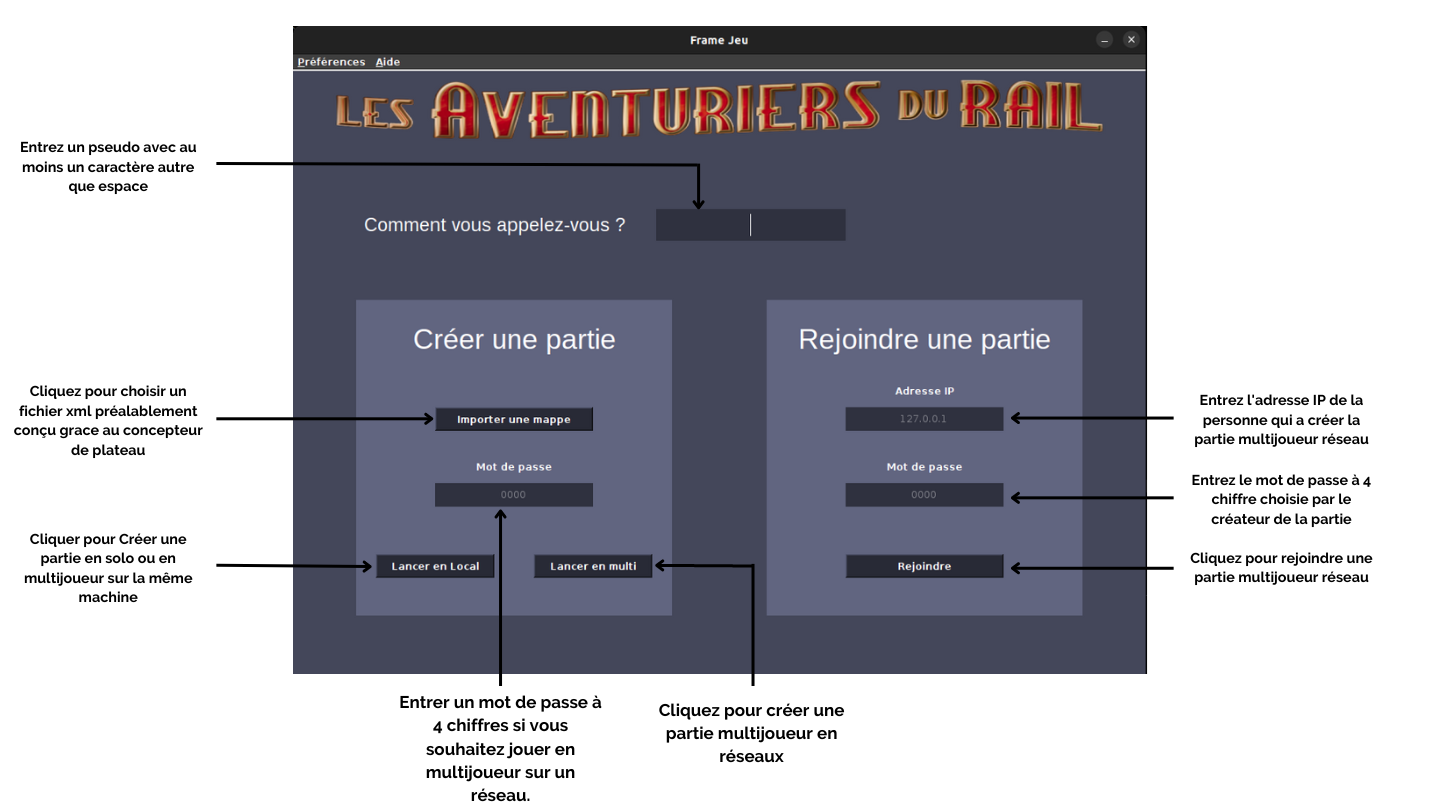 Frame Jeu
Préférences Aide
LES AVENTURIERS DU RAIL
Entrez un pseudo avec au
moins un caractère autre
que espace
Comment vous appelez-vous ?
Créer une partie
Rejoindre une partie
Cliquez pour choisir un
fichier xml préalablement
conçu grace au concepteur
de plateau
Importer une mappe
Adresse IP
127.0.0.1
Entrez l'adresse IP de la
personne qui a créer la
partie multijoueur réseau
Mot de passe
0000
Mot de passe
0000
Entrez le mot de passe à 4
chiffre choisie par le
créateur de la partie
Cliquer pour Créer une
partie en solo ou en
multijoueur sur la même
machine
Lancer en Local
Lancer en multi
Rejoindre
Cliquez pour rejoindre une
partie multijoueur réseau
Entrer un mot de passe à
4 chiffres si vous
souhaitez jouer en
multijoueur sur un
réseau.
Cliquez pour créer une
partie multijoueur en
réseaux